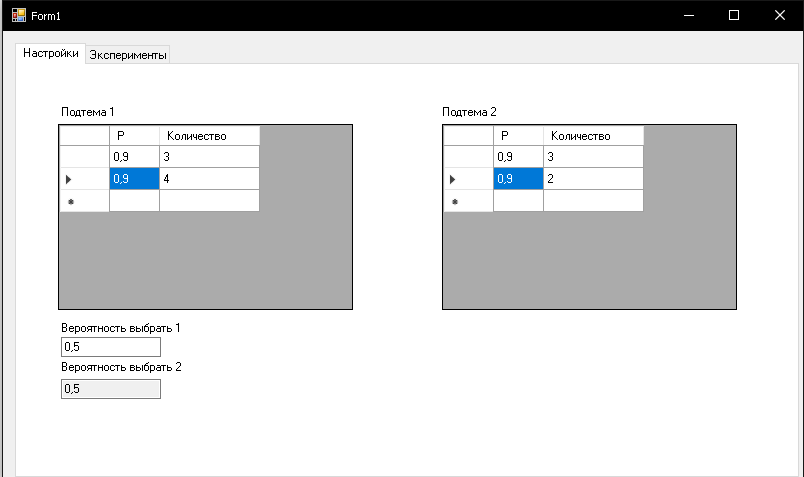 Form1
Настройки Эксперименты
Подтема 1
P Количество
0,9 3
0,9 4
Подтема 2
P Количество
0,9 3
0,9 2
Вероятность выбрать 1
0,5
Вероятность выбрать 2
0,5